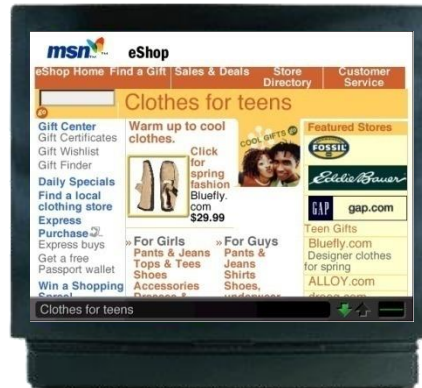 msn
eShop
eShop Home Find a Gift Sales & Deals Store Directory Customer Service
Clothes for teens
Gift Center
Gift Certificates
Gift Wishlist
Gift Finder
Daily Specials
Find a local
clothing store
Express
Purchase
Express buys
Get a free
Passport wallet
Win a Shopping
Spree!
Warm up to cool
clothes.
Click
for
spring
fashion
Bluefly.
com
$29.99
COOL GIFTS
» For Girls
Pants & Jeans
Tops & Tees
Shoes
Accessories
Dresses &
» For Guys
Pants &
Jeans
Shirts
Shoes,
underwear
Featured Stores
FOSSIL
Eddie Bauer
GAP gap.com
Teen Gifts
Bluefly.com
Designer clothes
for spring
ALLOY.com
Clothes for teens